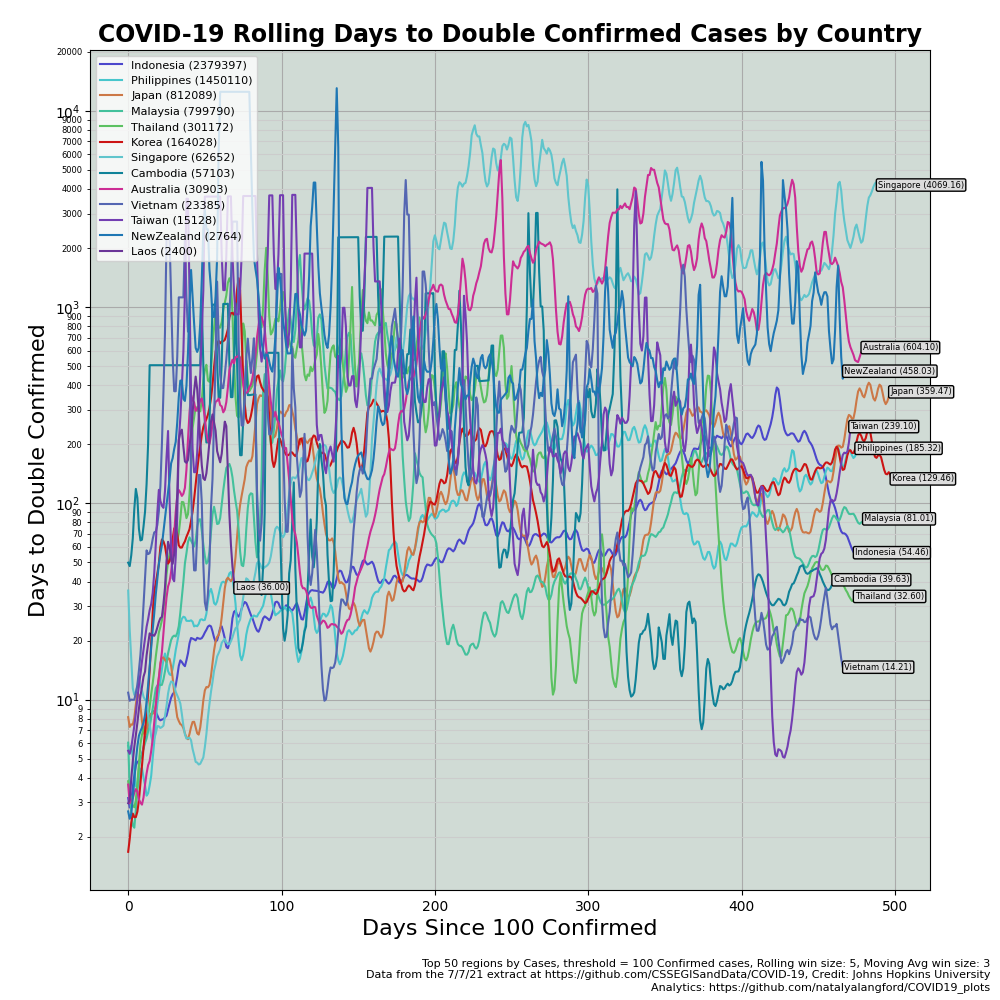 COVID-19 Rolling Days to Double Confirmed Cases by Country
Indonesia (2379397)
Philippines (1450110)
Japan (812089)
Malaysia (799790)
Thailand (301172)
Korea (164028)
Singapore (62652)
Cambodia (57103)
Australia (30903)
Vietnam (23385)
Taiwan (15128)
NewZealand (2764)
Laos (2400)
Days to Double Confirmed
20000
10^4
9000
8000
7000
6000
5000
4000
3000
2000
10^3
900
800
700
600
500
400
300
200
10^2
90
80
70
60
50
40
30
20
10^1
9
8
7
6
5
4
3
2
Singapore (4069.16)
Australia (604.10)
NewZealand (458.03)
Japan (359.47)
Taiwan (239.10)
Philippines (185.32)
Korea (129.46)
Malaysia (81.01)
Indonesia (54.46)
Cambodia (39.63)
Laos (36.00)
Thailand (32.60)
Vietnam (14.21)
0 100 200 300 400 500
Days Since 100 Confirmed
Top 50 regions by Cases, threshold = 100 Confirmed cases, Rolling win size: 5, Moving Avg win size: 3
Data from the 7/7/21 extract at https://github.com/CSSEGISandData/COVID-19, Credit: Johns Hopkins University
Analytics: https://github.com/natalyalangford/COVID19_plots